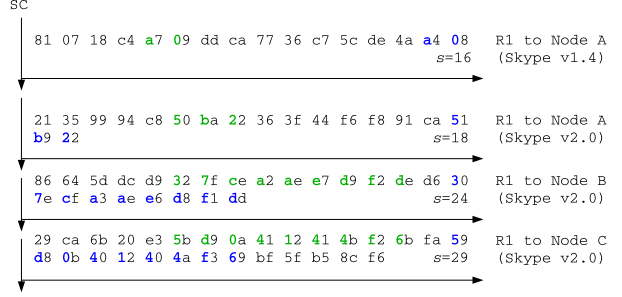 SC
81 07 18 c4 a7 09 dd ca 77 36 c7 5c de 4a a4 08 R1 to Node A
s=16 (Skype v1.4)
21 35 99 94 c8 50 ba 22 36 3f 44 f6 f8 91 ca 51 R1 to Node A
b9 22 s=18 (Skype v2.0)
86 64 5d dc d9 32 7f ce a2 ae e7 d9 f2 de d6 30 R1 to Node B
7e cf a3 ae e6 d8 f1 dd s=24 (Skype v2.0)
29 ca 6b 20 e3 5b d9 0a 41 12 41 4b f2 6b fa 59 R1 to Node C
d8 0b 40 12 40 4a f3 69 bf 5f b5 8c f6 s=29 (Skype v2.0)